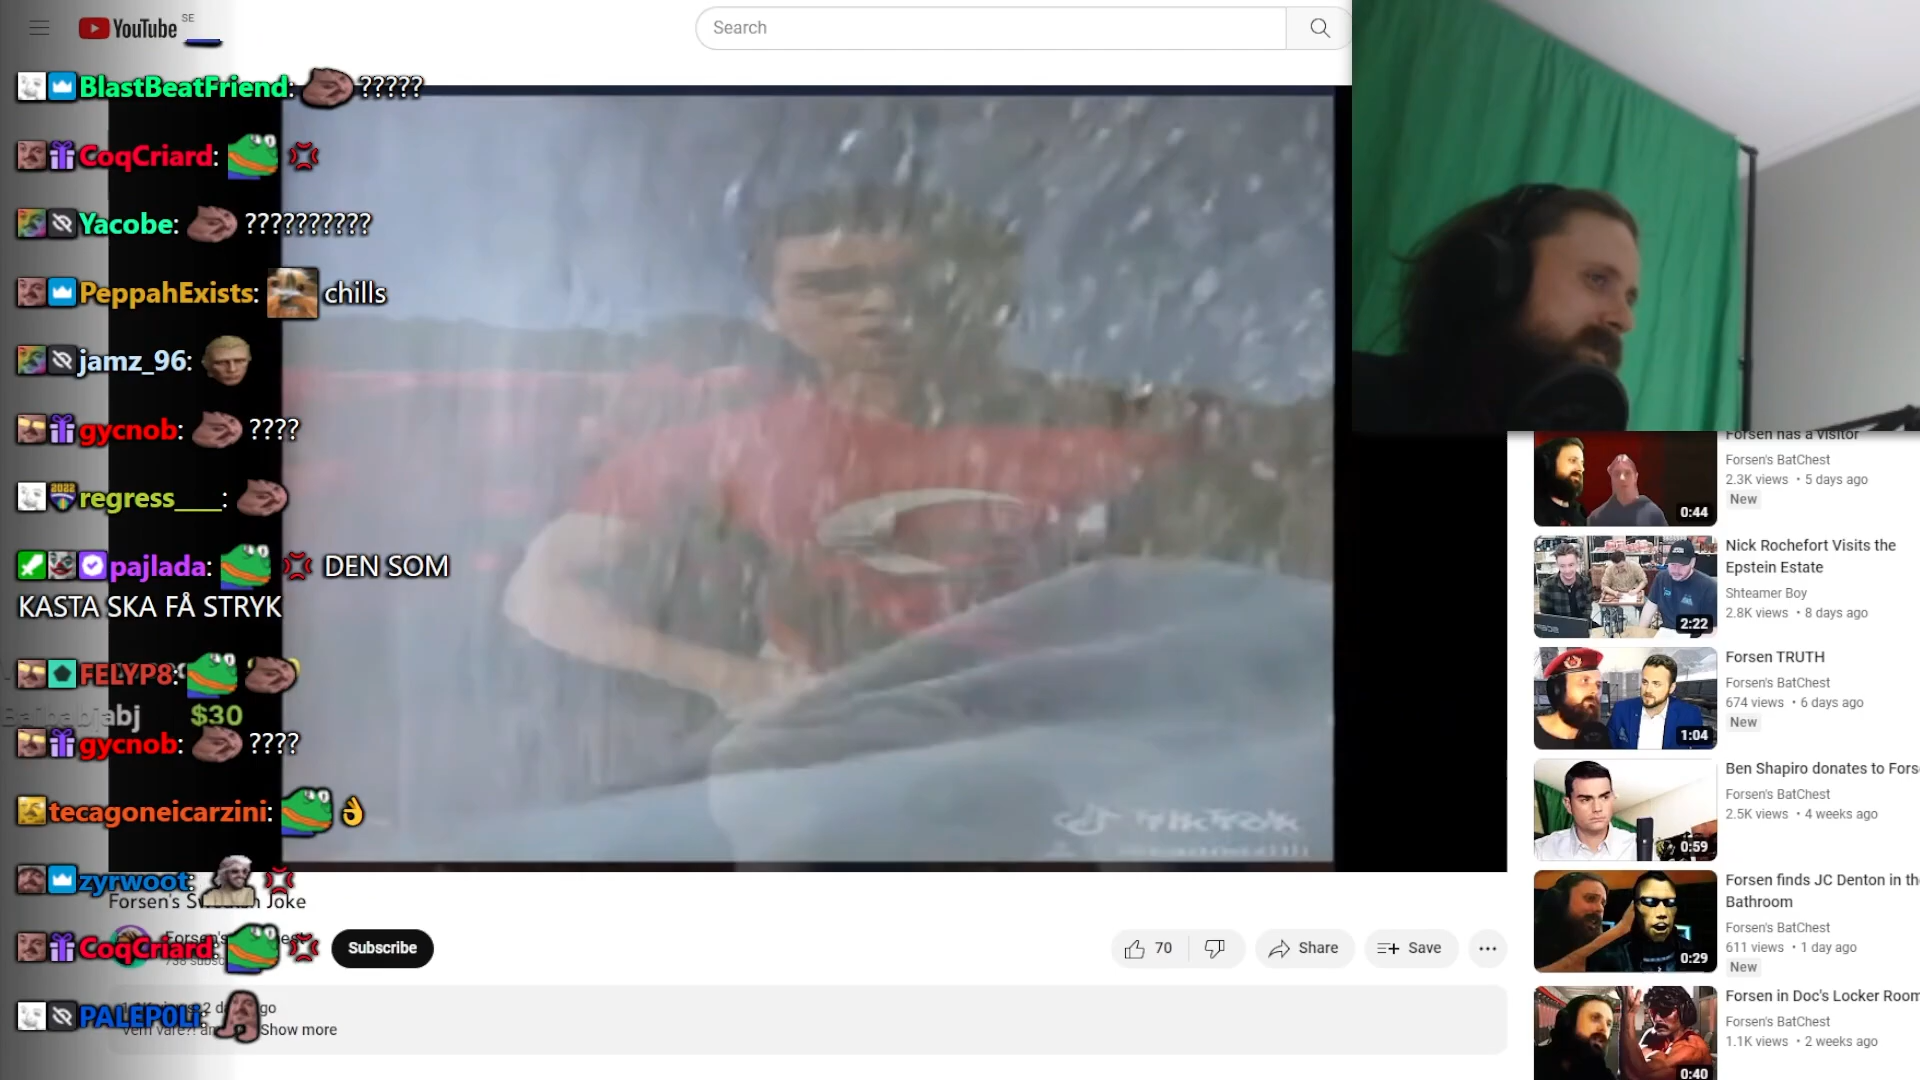 YouTube SE
Search
BlastBeatFriend: ?????
CoqCriard:
Yacobe: ??????????
PeppahExists: chills
jamz_96:
gycnob: ????
regress____:
pajlada: DEN SOM
KASTA SKA FÅ STRYK
FELYP8:
$30
gycnob: ????
tecagoneicarzini:
zyrwoot:
CoqCriard:
PALEP0Li:
TikTok
Forsen's Joke
Subscribe
70
Share
Save
Show more
Forsen has a visitor
Forsen's BatChest
2.3K views • 5 days ago
New
0:44
Nick Rochefort Visits the
Epstein Estate
Shteamer Boy
2.8K views • 8 days ago
2:22
Forsen TRUTH
Forsen's BatChest
674 views • 6 days ago
New
1:04
Ben Shapiro donates to Fors
Forsen's BatChest
2.5K views • 4 weeks ago
0:59
Forsen finds JC Denton in the
Bathroom
Forsen's BatChest
611 views • 1 day ago
New
0:29
Forsen in Doc's Locker Room
Forsen's BatChest
1.1K views • 2 weeks ago
0:40